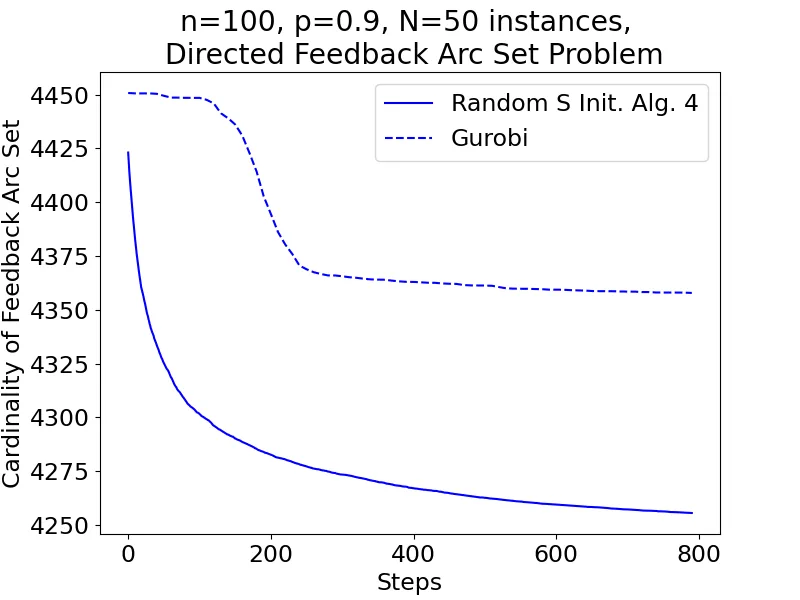 n=100, p=0.9, N=50 instances,
Directed Feedback Arc Set Problem
Random S Init. Alg. 4
Gurobi
Cardinality of Feedback Arc Set
4450
4425
4400
4375
4350
4325
4300
4275
4250
0
200
400
600
800
Steps